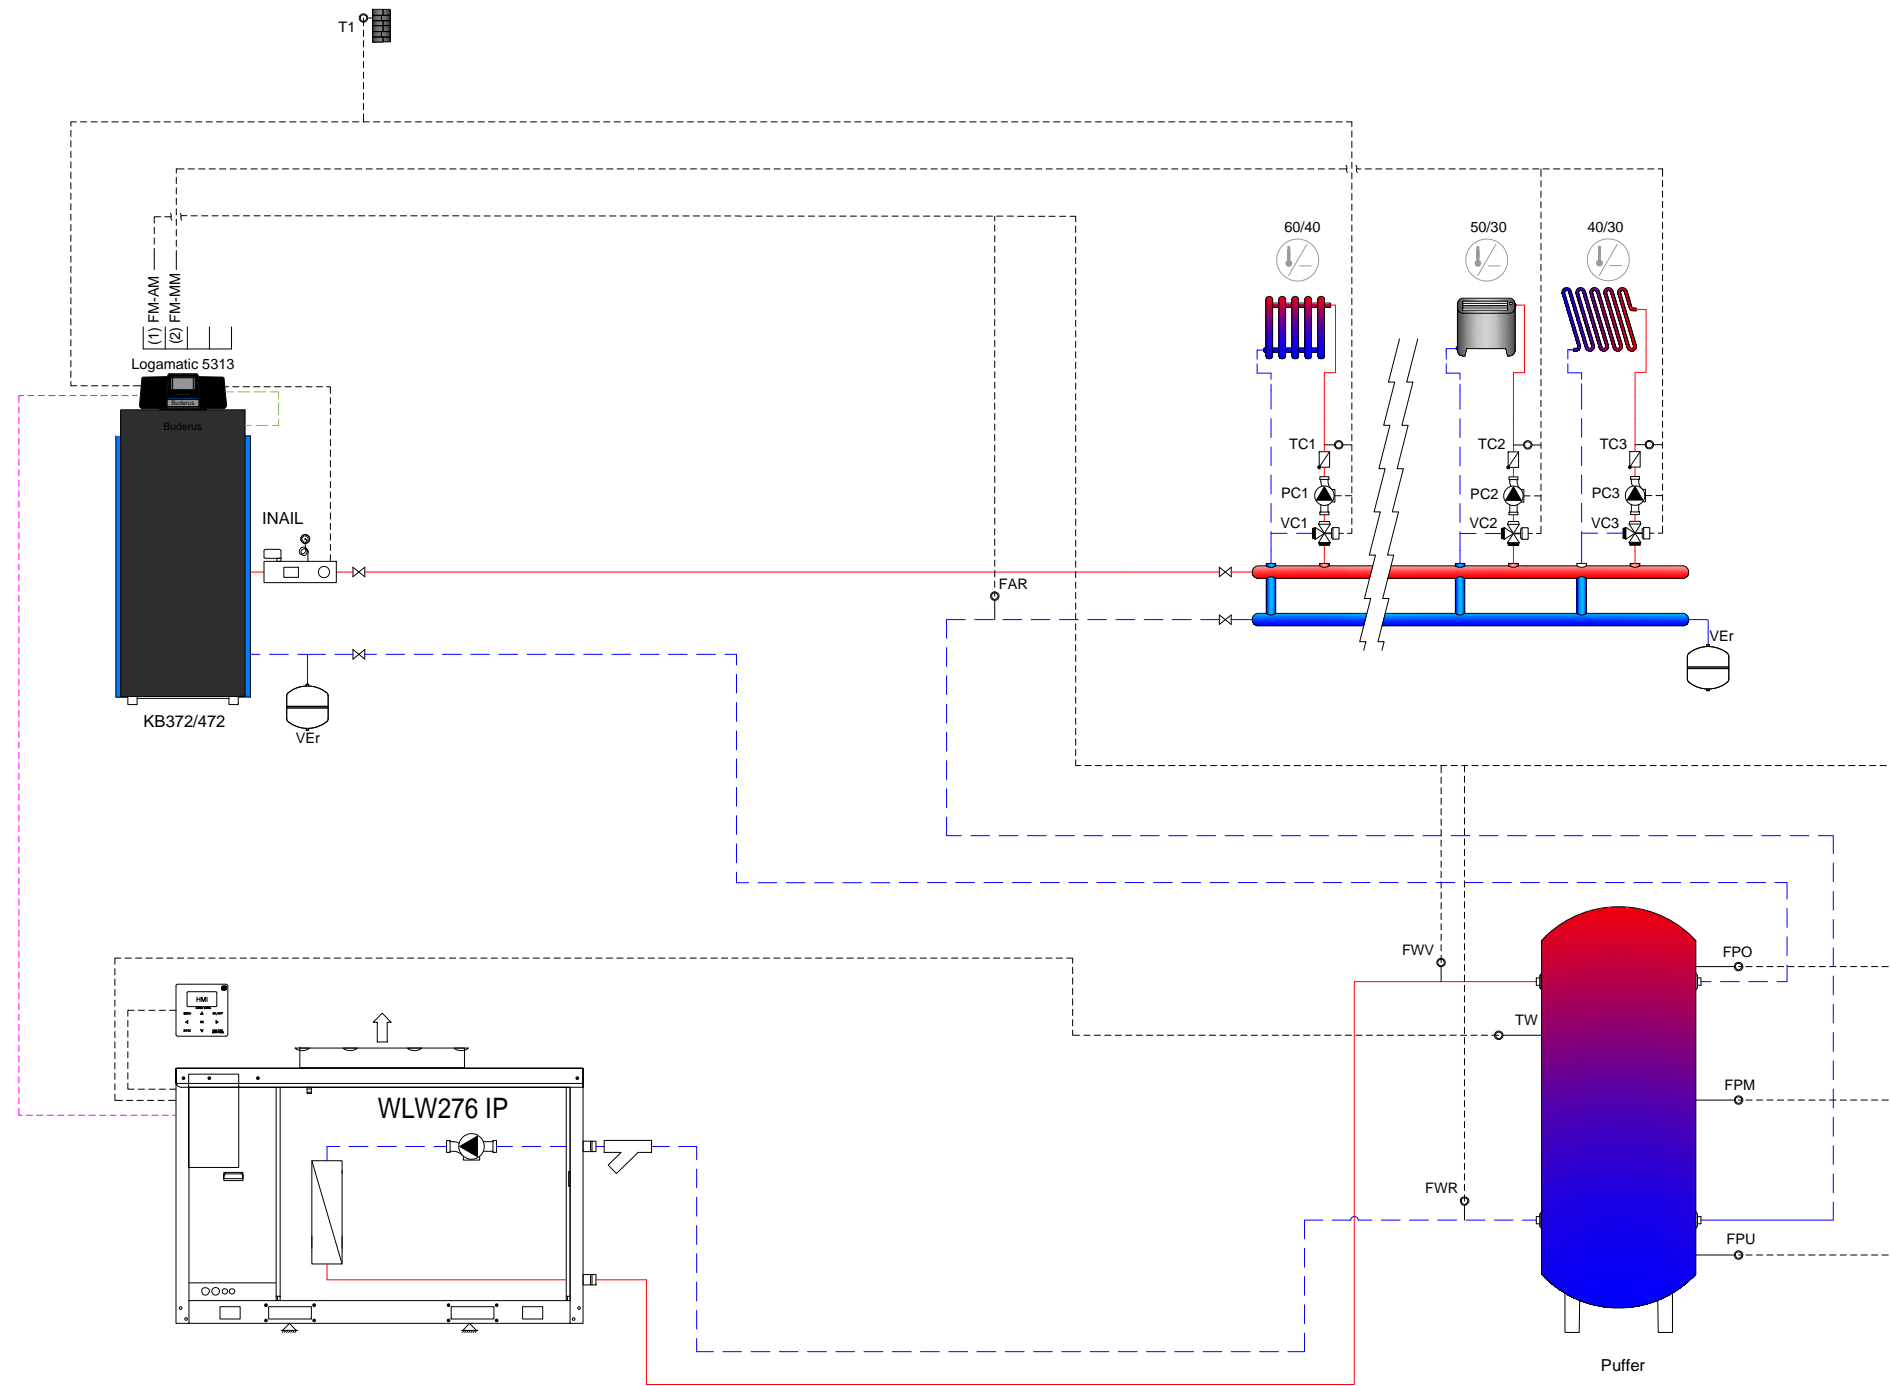 T1
60/40
50/30
40/30
(1) FM-AM
(2) FM-MM
Logamatic 5313
Buderus
Buderus
TC1
TC2
TC3
PC1
PC2
PC3
VC1
VC2
VC3
INAIL
FAR
VEr
KB372/472
VEr
FWV
FPO
HMI
TW
WLW276 IP
FPM
FWR
FPU
Puffer